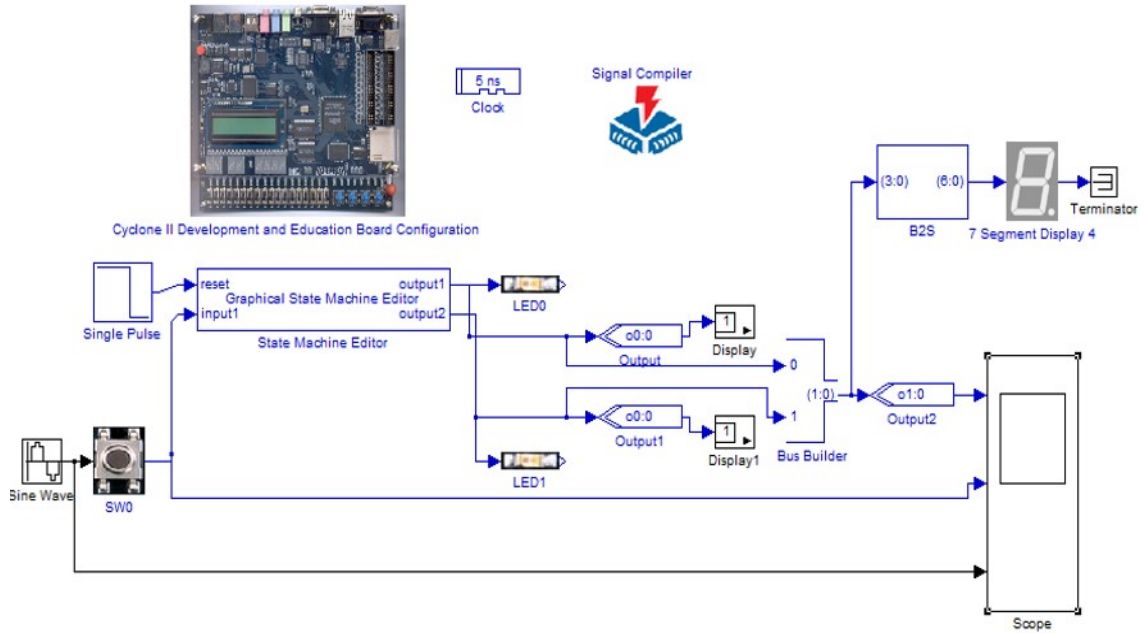 5 ns
Clock
Signal Compiler
(3:0) (6:0)
B2S
7 Segment Display 4
Terminator
Cyclone II Development and Education Board Configuration
Single Pulse
reset output1
Graphical State Machine Editor
input1 output2
State Machine Editor
LED0
o0:0
Output
1
Display
0
(1:0)
1
o1:0
Output2
o0:0
Output1
1
Display1
Bus Builder
LED1
Sine Wave
SW0
Scope